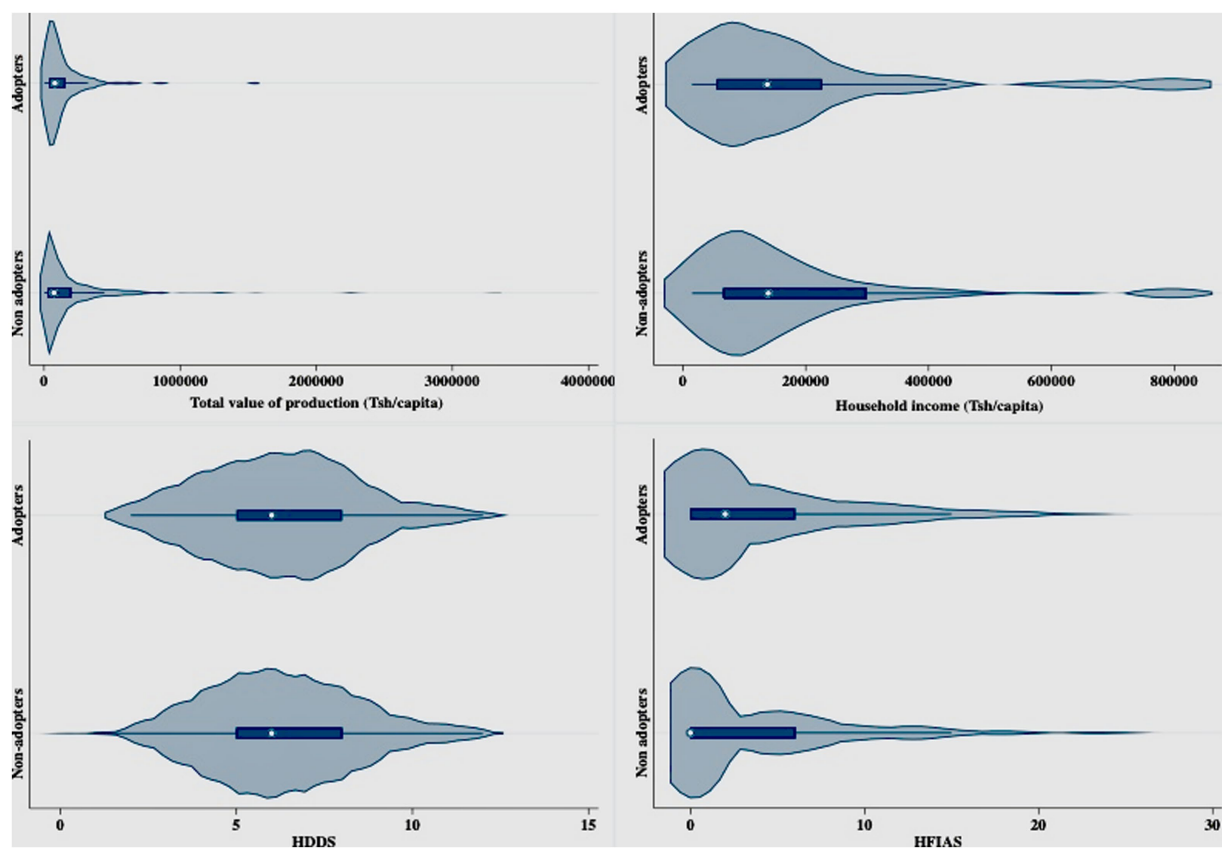 Adopters
Non adopters
0 1000000 2000000 3000000 4000000
Total value of production (Tsh/capita)
Adopters
Non-adopters
0 200000 400000 600000 800000
Household income (Tsh/capita)
Adopters
Non-adopters
0 5 10 15
HDDS
Adopters
Non adopters
0 10 20 30
HFIAS